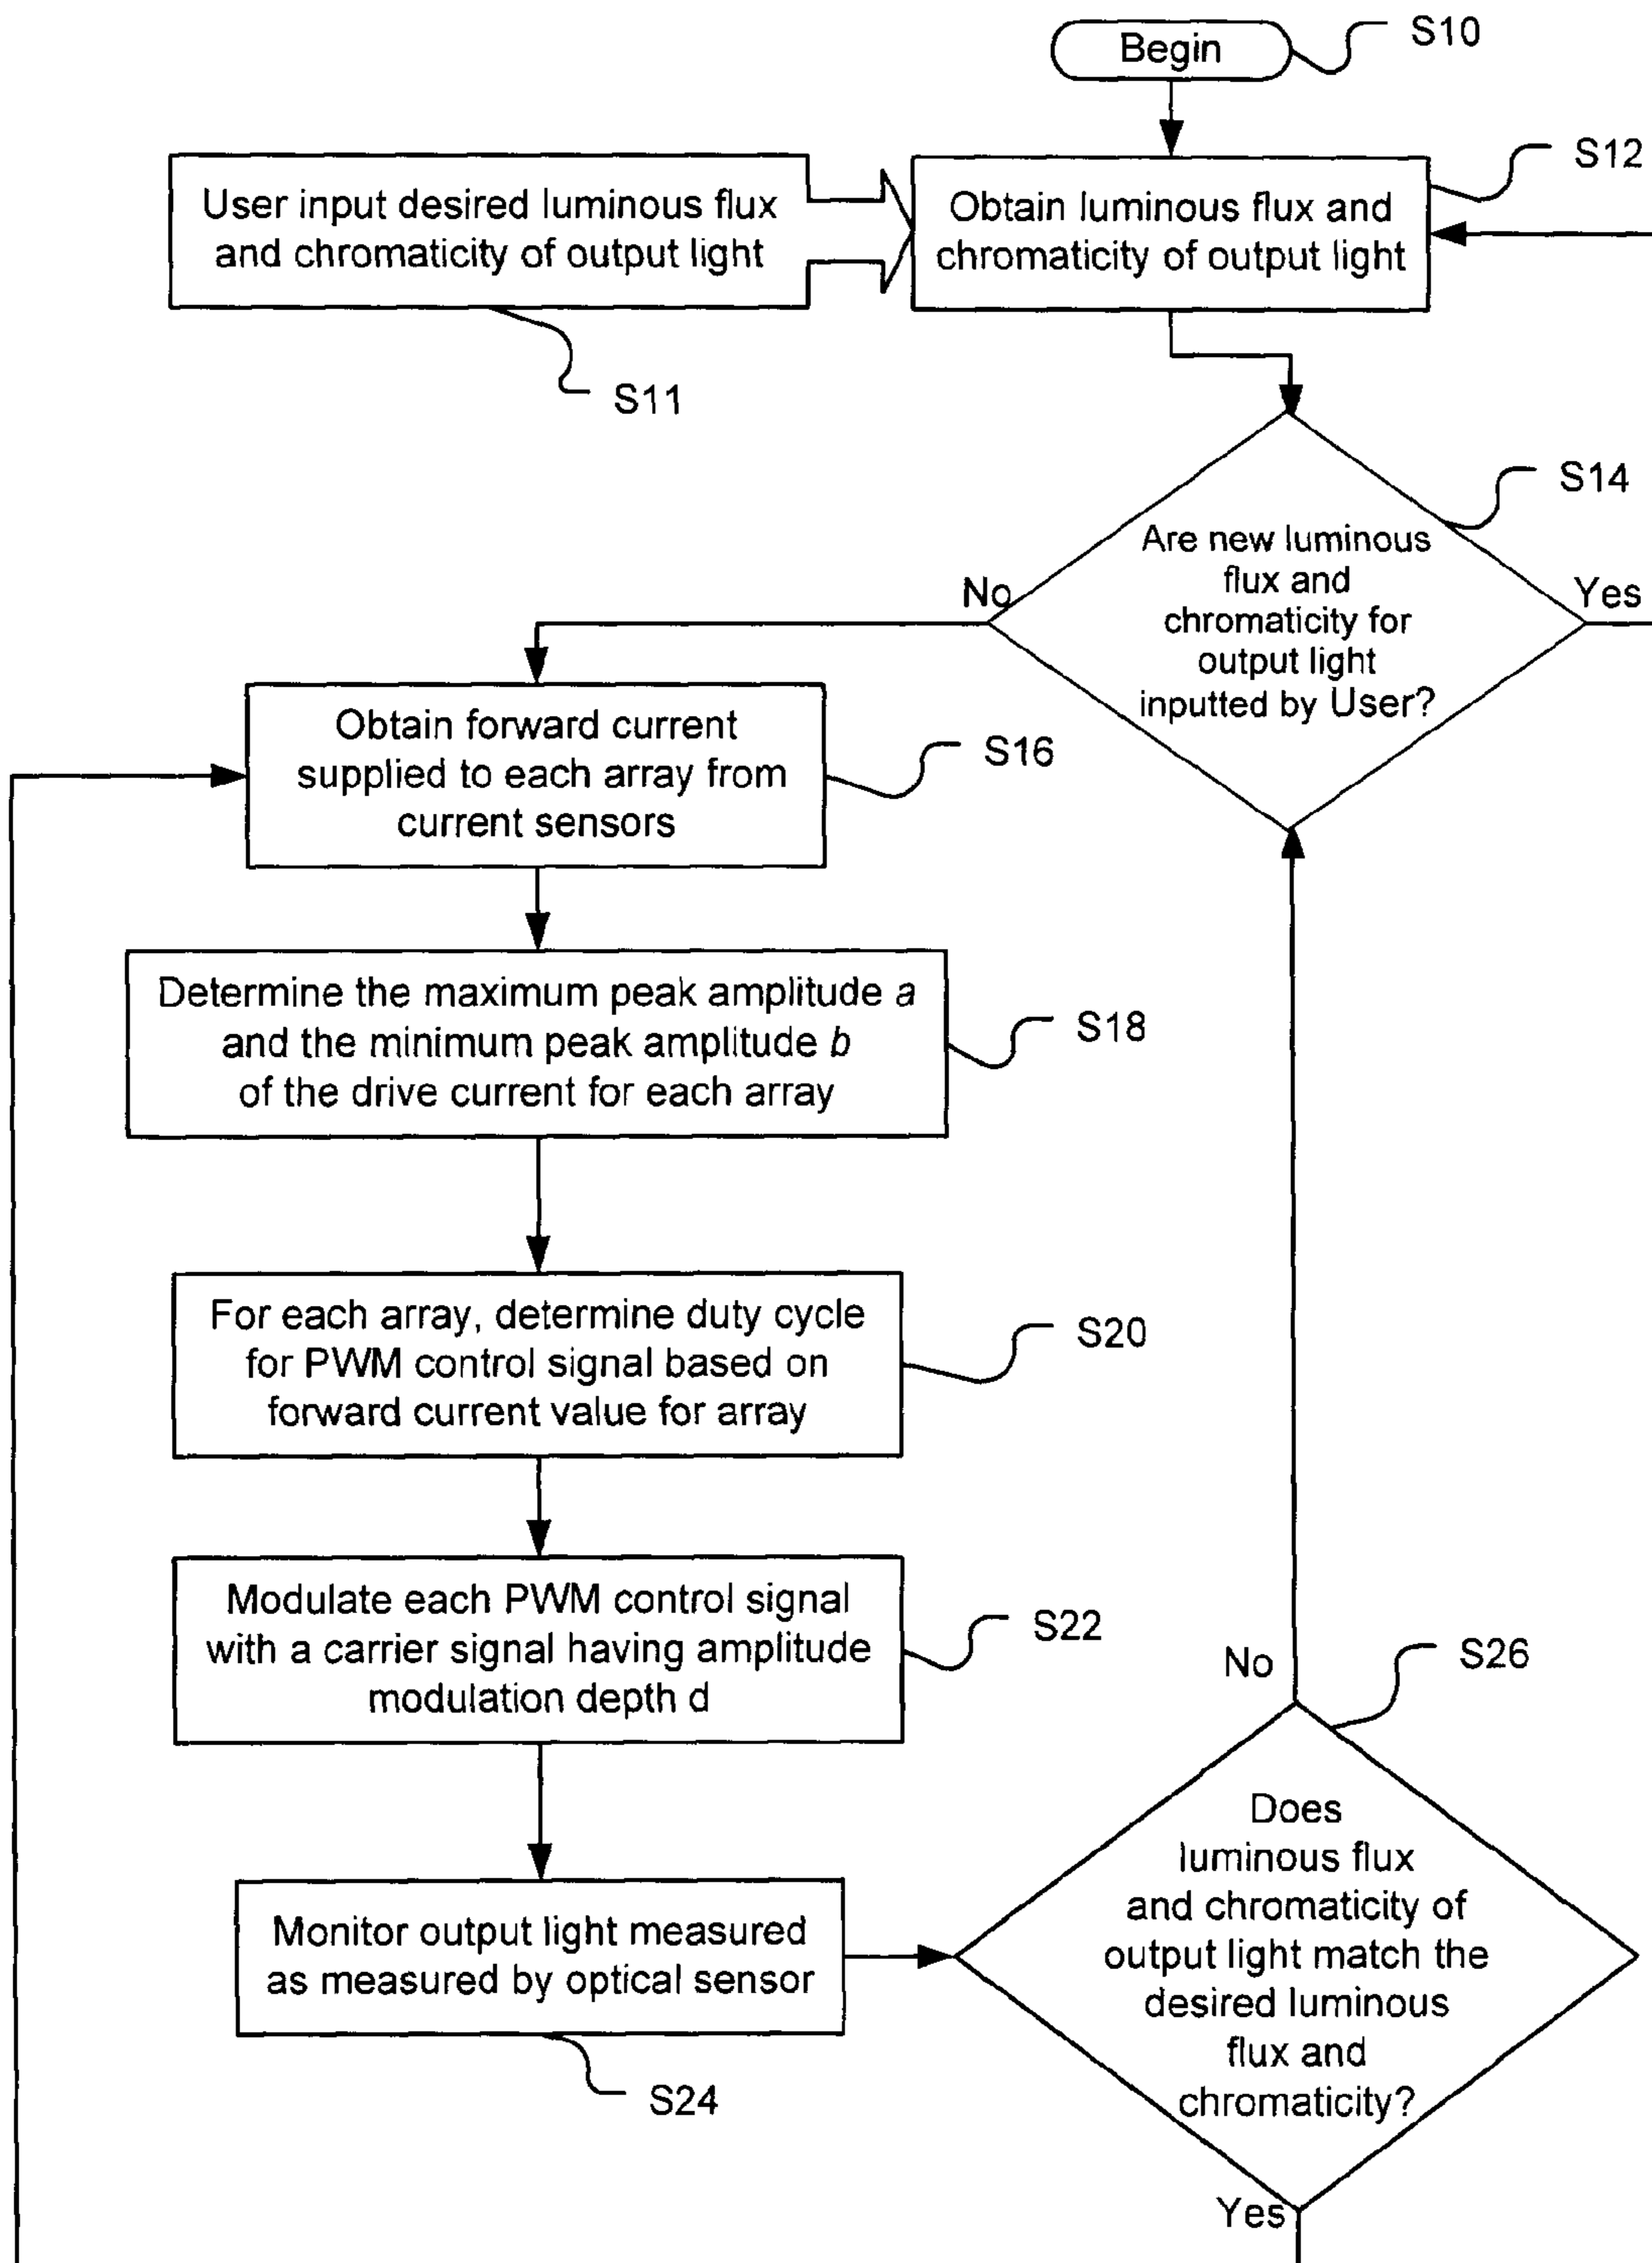 Begin
S10
User input desired luminous flux
and chromaticity of output light
S11
Obtain luminous flux and
chromaticity of output light
S12
Are new luminous
flux and
chromaticity for
output light
inputted by User?
S14
No
Yes
Obtain forward current
supplied to each array from
current sensors
S16
Determine the maximum peak amplitude a
and the minimum peak amplitude b
of the drive current for each array
S18
For each array, determine duty cycle
for PWM control signal based on
forward current value for array
S20
Modulate each PWM control signal
with a carrier signal having amplitude
modulation depth d
S22
Monitor output light measured
as measured by optical sensor
S24
Does
luminous flux
and chromaticity of
output light match the
desired luminous
flux and
chromaticity?
S26
No
Yes